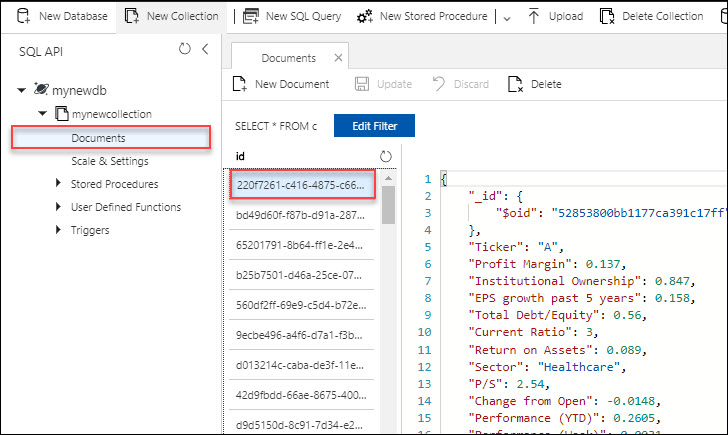 New Database New Collection New SQL Query New Stored Procedure Upload Delete Collection
SQL API
mynewdb
mynewcollection
Documents
Scale & Settings
Stored Procedures
User Defined Functions
Triggers
Documents
New Document Update Discard Delete
SELECT * FROM c Edit Filter
id
220f7261-c416-4875-c66...
bd49d60f-f87b-d91a-287...
65201791-8b64-ff1e-2e4...
b25b7501-d46a-25ce-07...
560df2ff-69e9-c5d4-b72e...
9ecbe496-a4f6-d7a1-f3b...
d013214c-caba-de3f-11e...
42d9fbdd-66ae-8675-400...
d9d5150d-8c91-7d34-e2...
1 {
2 "_id": {
3 "$oid": "52853800bb1177ca391c17ff"
4 },
5 "Ticker": "A",
6 "Profit Margin": 0.137,
7 "Institutional Ownership": 0.847,
8 "EPS growth past 5 years": 0.158,
9 "Total Debt/Equity": 0.56,
10 "Current Ratio": 3,
11 "Return on Assets": 0.089,
12 "Sector": "Healthcare",
13 "P/S": 2.54,
14 "Change from Open": -0.0148,
15 "Performance (YTD)": 0.2605,
16